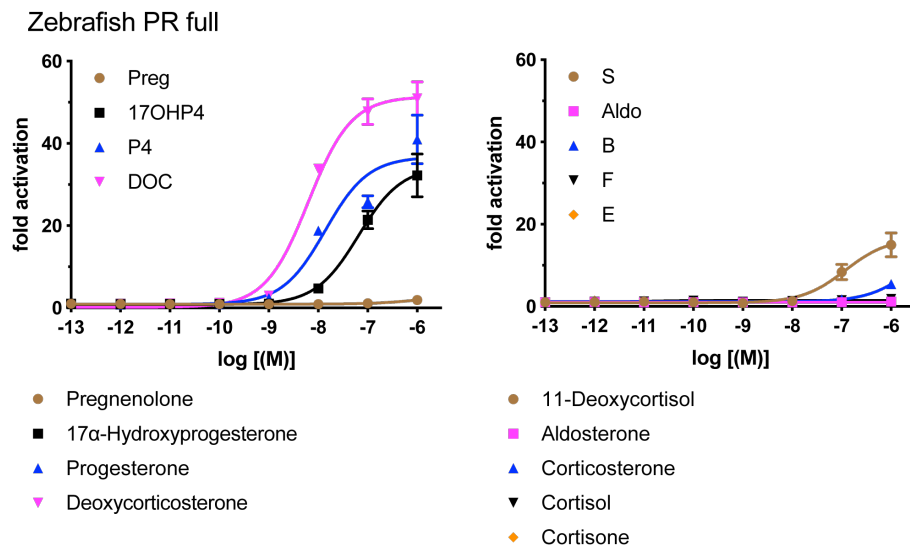 Zebrafish PR full
60
40
20
0
fold activation
Preg
17OHP4
P4
DOC
-13 -12 -11 -10 -9 -8 -7 -6
log [(M)]
60
40
20
0
fold activation
S
Aldo
B
F
E
-13 -12 -11 -10 -9 -8 -7 -6
log [(M)]
Pregnenolone
17α-Hydroxyprogesterone
Progesterone
Deoxycorticosterone
11-Deoxycortisol
Aldosterone
Corticosterone
Cortisol
Cortisone